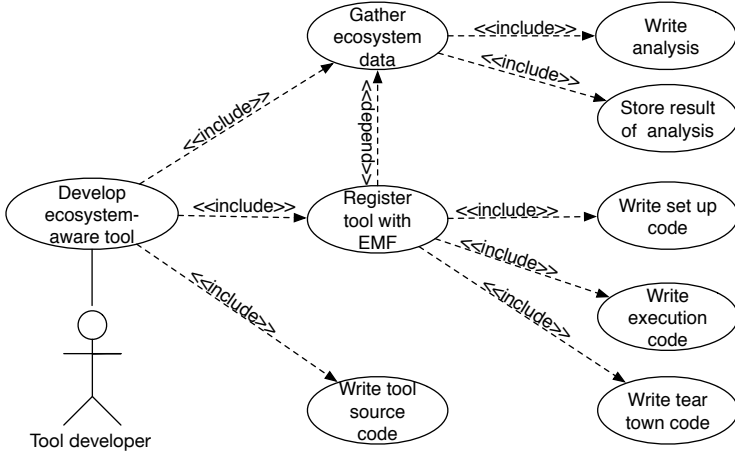 Gather
ecosystem
data
<<include>>
Write
analysis
<<include>>
Store result
of analysis
<<include>>
<<depend>>
Develop
ecosystem-
aware tool
<<include>>
Register
tool with
EMF
<<include>>
Write set up
code
<<include>>
Write
execution
code
<<include>>
<<include>>
Write tool
source
code
Write tear
town code
Tool developer